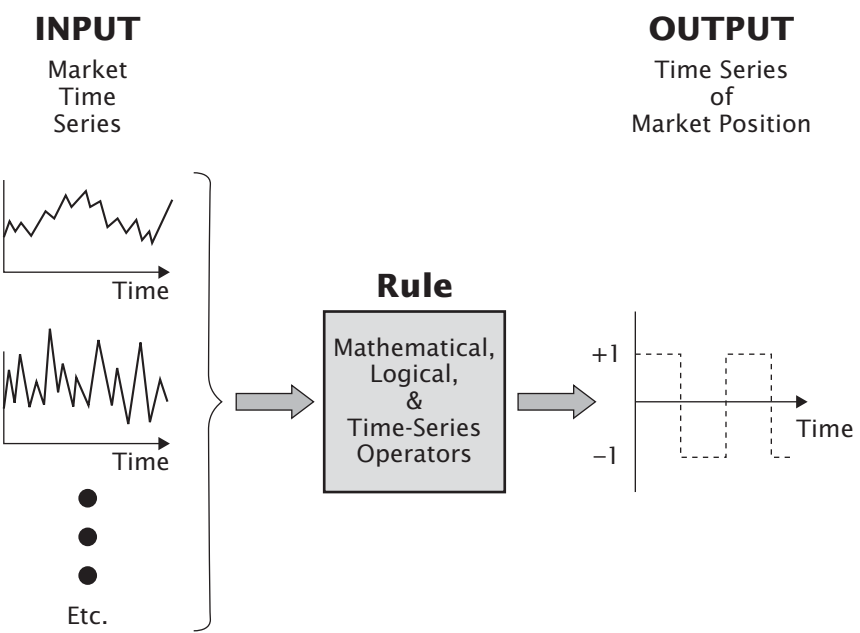 INPUT
Market
Time
Series
Time
Time
Etc.
Rule
Mathematical,
Logical,
&
Time-Series
Operators
OUTPUT
Time Series
of
Market Position
+1
−1
Time